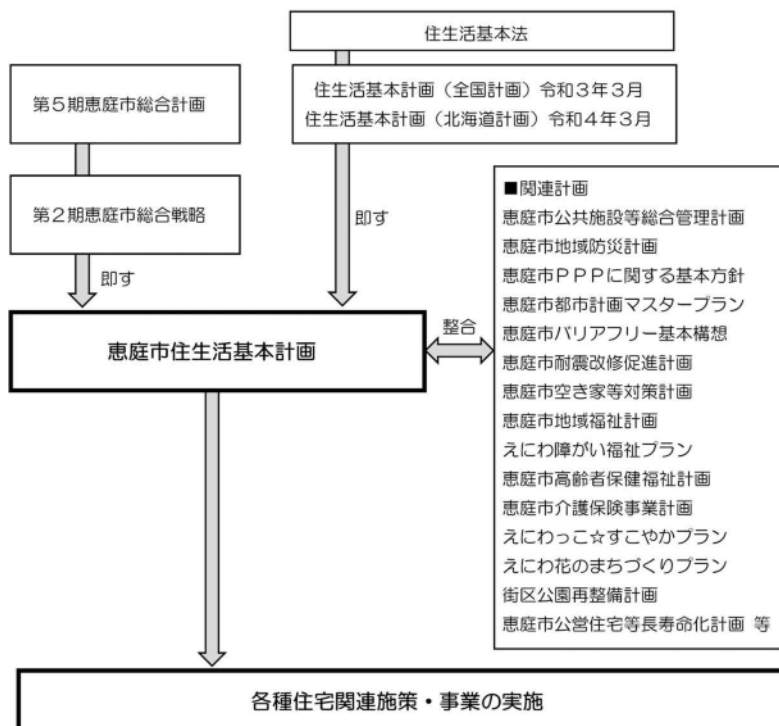 住生活基本法
第5期恵庭市総合計画
住生活基本計画（全国計画）令和３年３月
住生活基本計画（北海道計画）令和４年３月
第２期恵庭市総合戦略
即す
即す
恵庭市住生活基本計画
整合
■関連計画
恵庭市公共施設等総合管理計画
恵庭市地域防災計画
恵庭市ＰＰＰに関する基本方針
恵庭市都市計画マスタープラン
恵庭市バリアフリー基本構想
恵庭市耐震改修促進計画
恵庭市空き家等対策計画
恵庭市地域福祉計画
えにわ障がい福祉プラン
恵庭市高齢者保健福祉計画
恵庭市介護保険事業計画
えにわっこ☆すこやかプラン
えにわ花のまちづくりプラン
街区公園再整備計画
恵庭市公営住宅等長寿命化計画 等
各種住宅関連施策・事業の実施